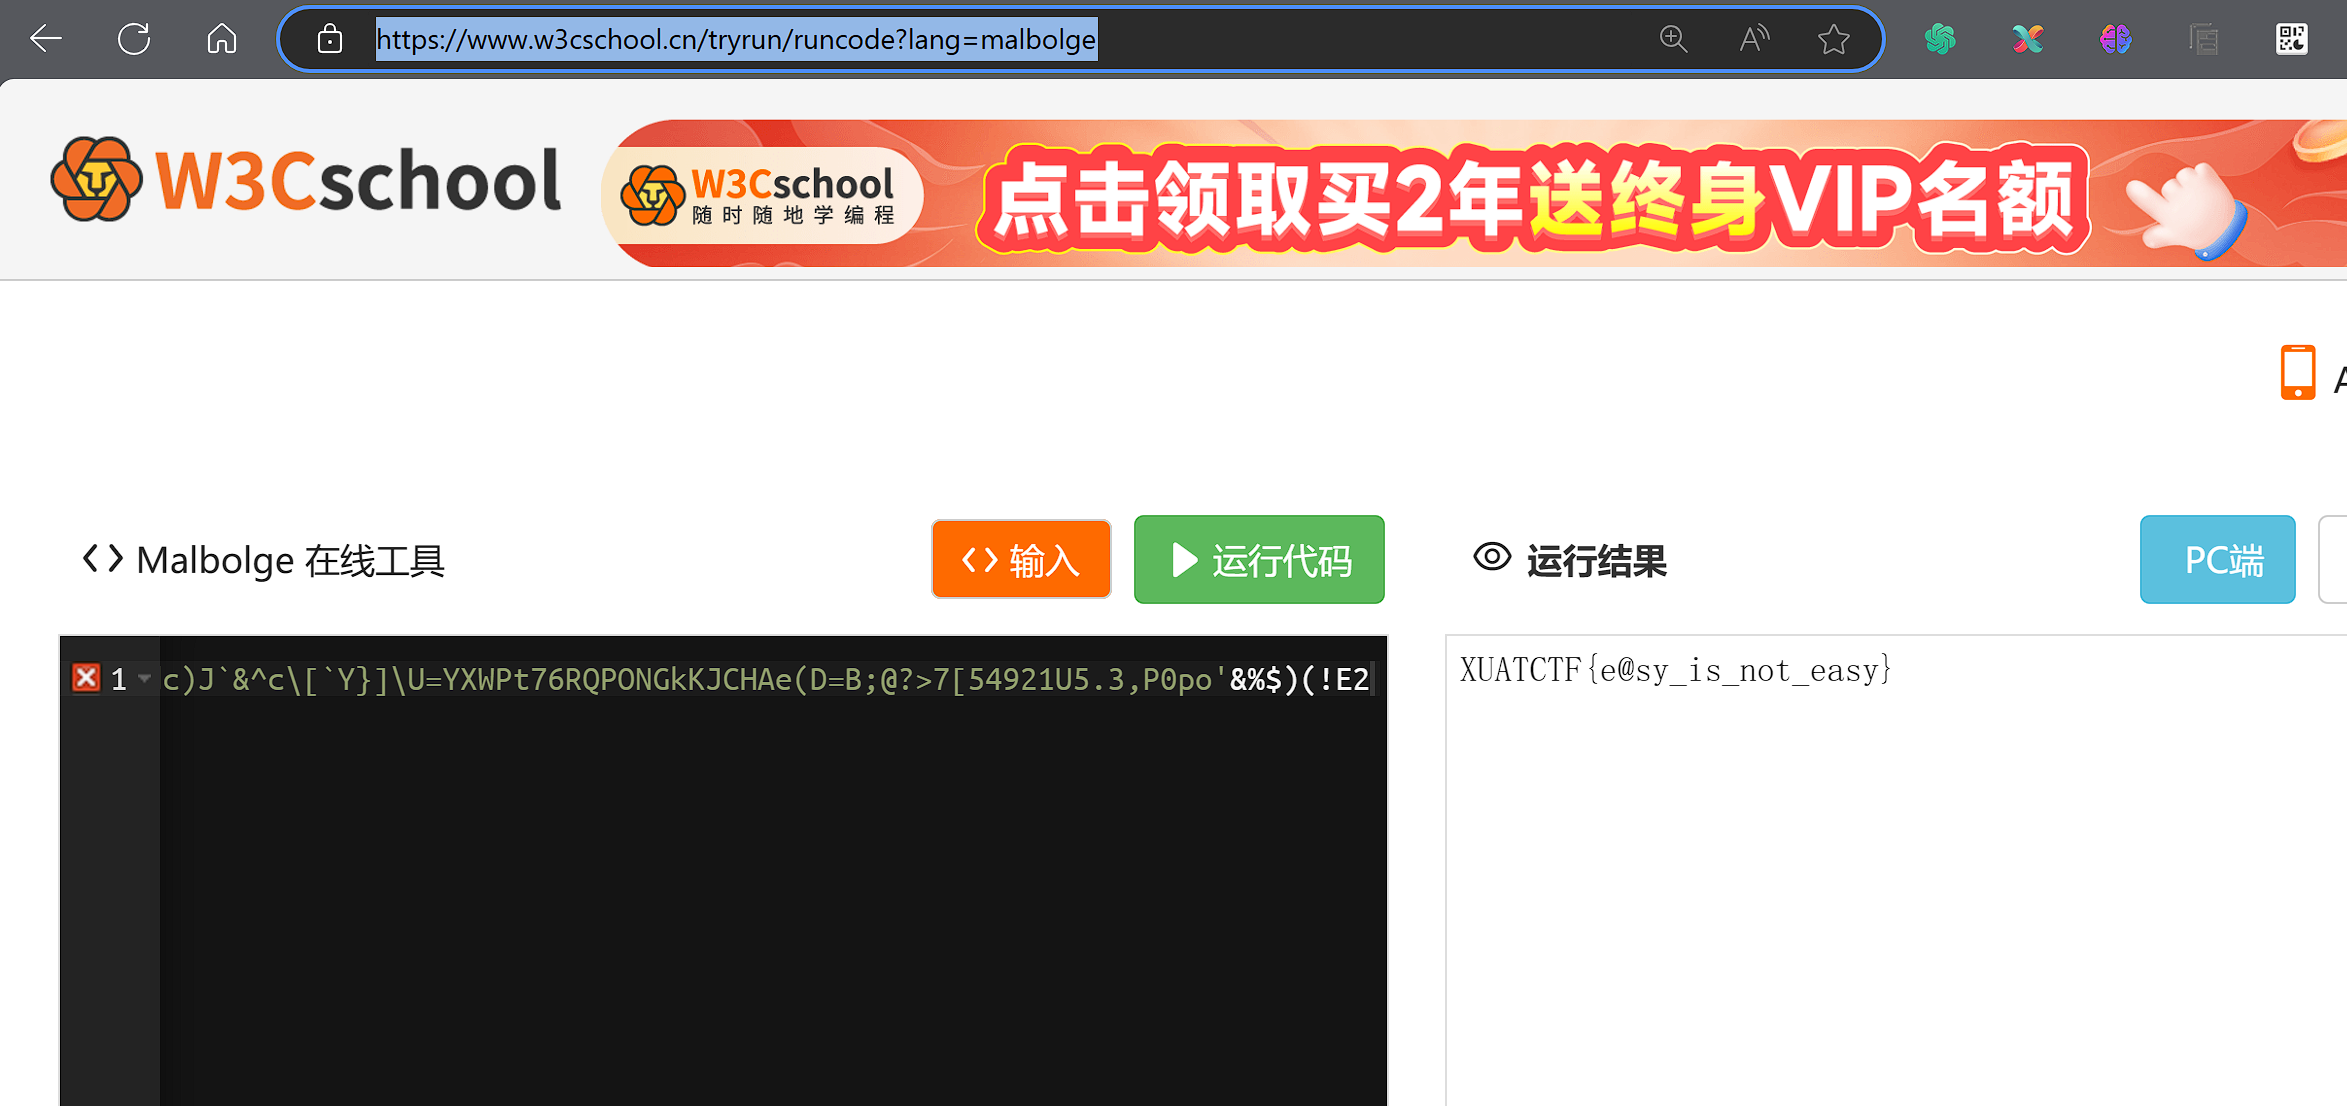 https://www.w3cschool.cn/tryrun/runcode?lang=malbolge
W3Cschool
W3Cschool
随时随地学编程
点击领取买2年送终身VIP名额
Malbolge 在线工具
输入
运行代码
运行结果
PC端
1
c)J`&^c\[`Y}]\U=YXWPt76RQPONGkKJCHAe(D=B;@?>7[54921U5.3,P0po'&%$)(!E2
XUATCTF{e@sy_is_not_easy}